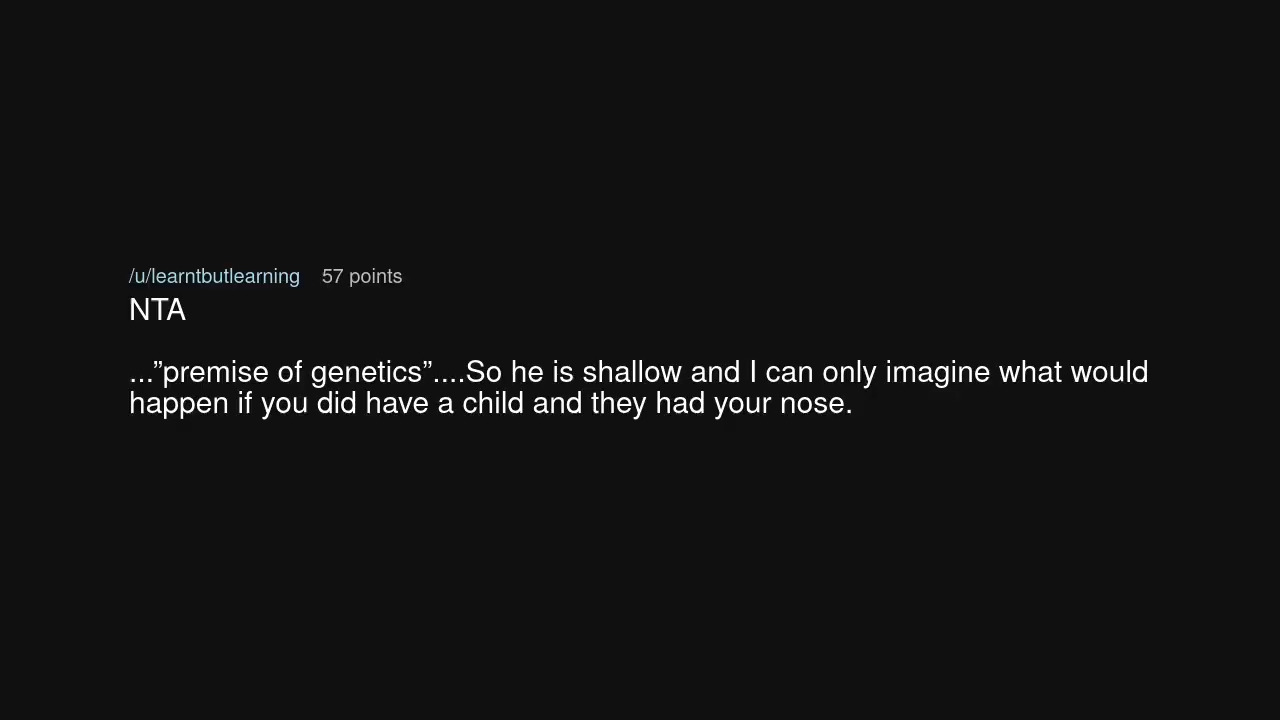 /u/learntbutlearning 57 points
NTA
...”premise of genetics”....So he is shallow and I can only imagine what would
happen if you did have a child and they had your nose.